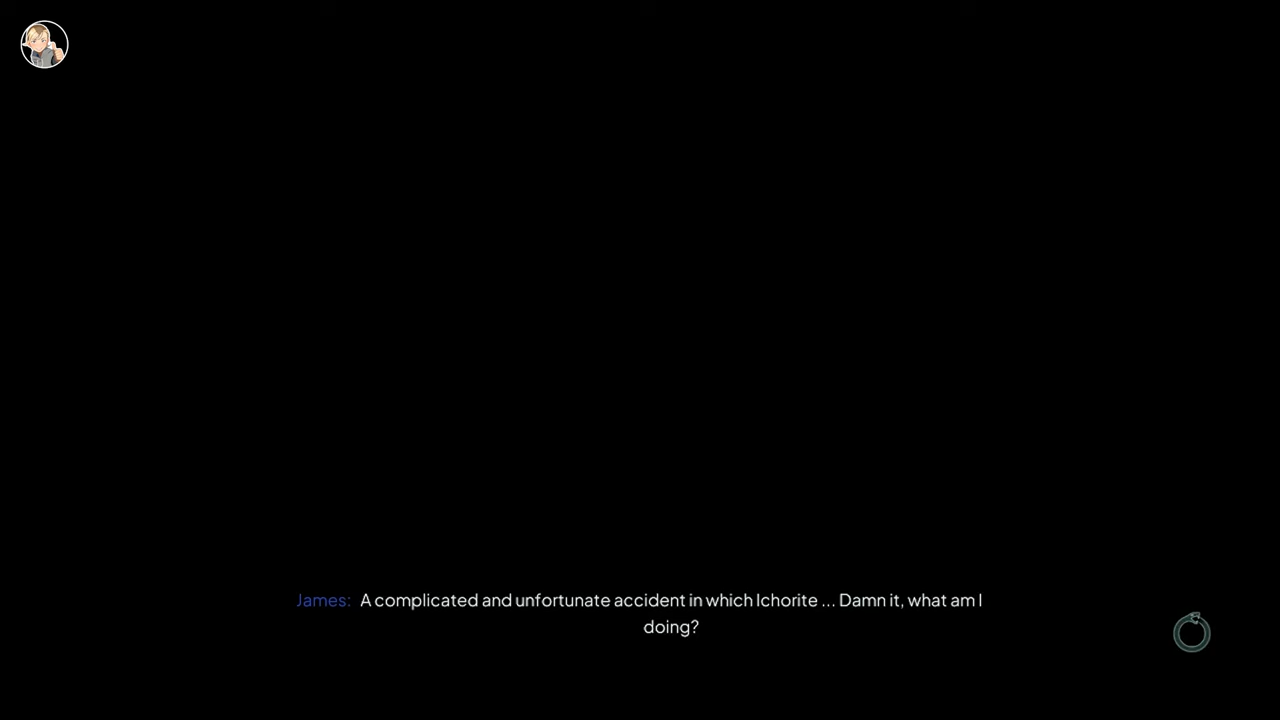 James: A complicated and unfortunate accident in which Ichorite ... Damn it, what am I
doing?